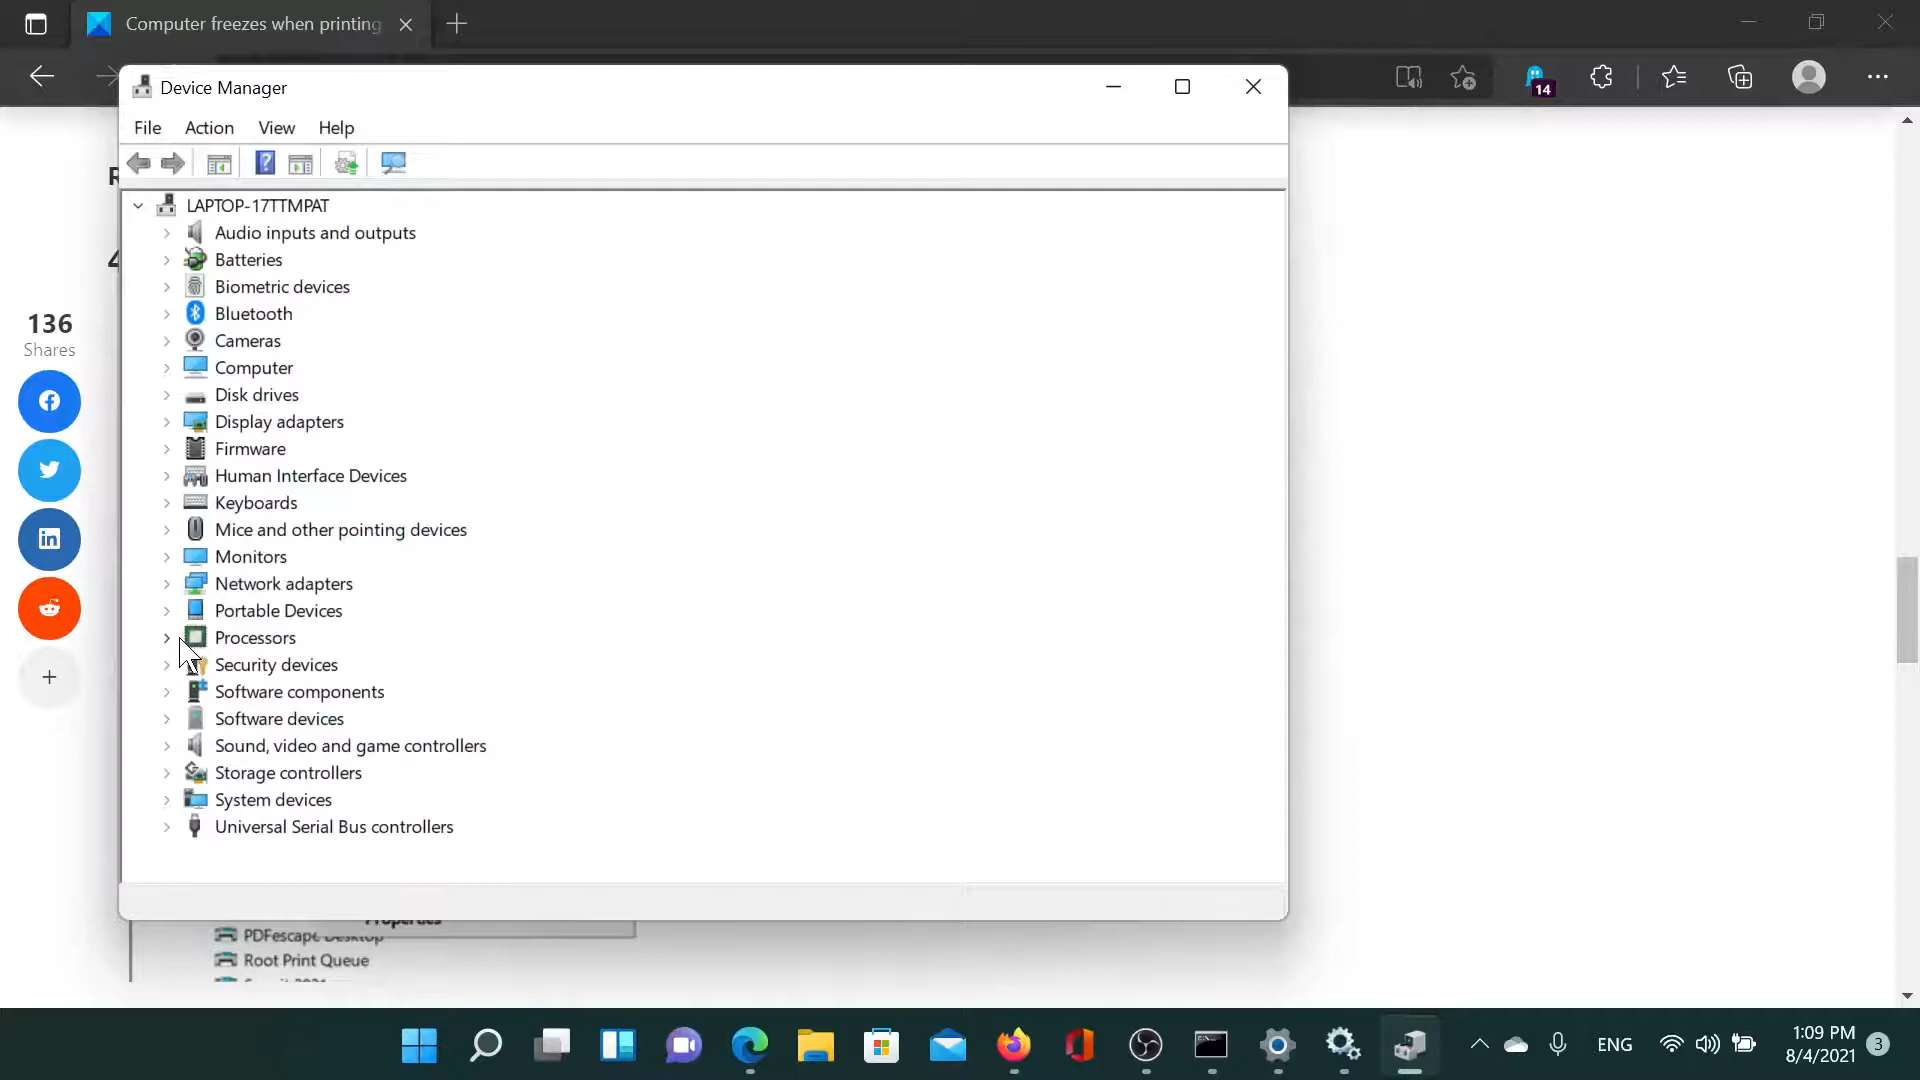 Computer freezes when printing
14
Device Manager
File Action View Help
LAPTOP-17TTMPAT
Audio inputs and outputs
Batteries
Biometric devices
Bluetooth
Cameras
Computer
Disk drives
Display adapters
Firmware
Human Interface Devices
Keyboards
Mice and other pointing devices
Monitors
Network adapters
Portable Devices
Processors
Security devices
Software components
Software devices
Sound, video and game controllers
Storage controllers
System devices
Universal Serial Bus controllers
136
Shares
Properties
PDFescape Desktop
Root Print Queue
ENG
1:09 PM
8/4/2021
3